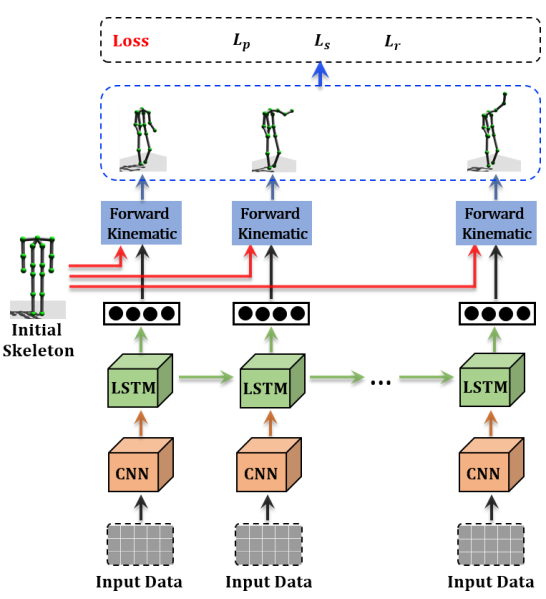 Loss L_p L_s L_r
Forward Kinematic
Forward Kinematic
Forward Kinematic
Initial
Skeleton
LSTM LSTM ... LSTM
CNN CNN CNN
Input Data Input Data Input Data